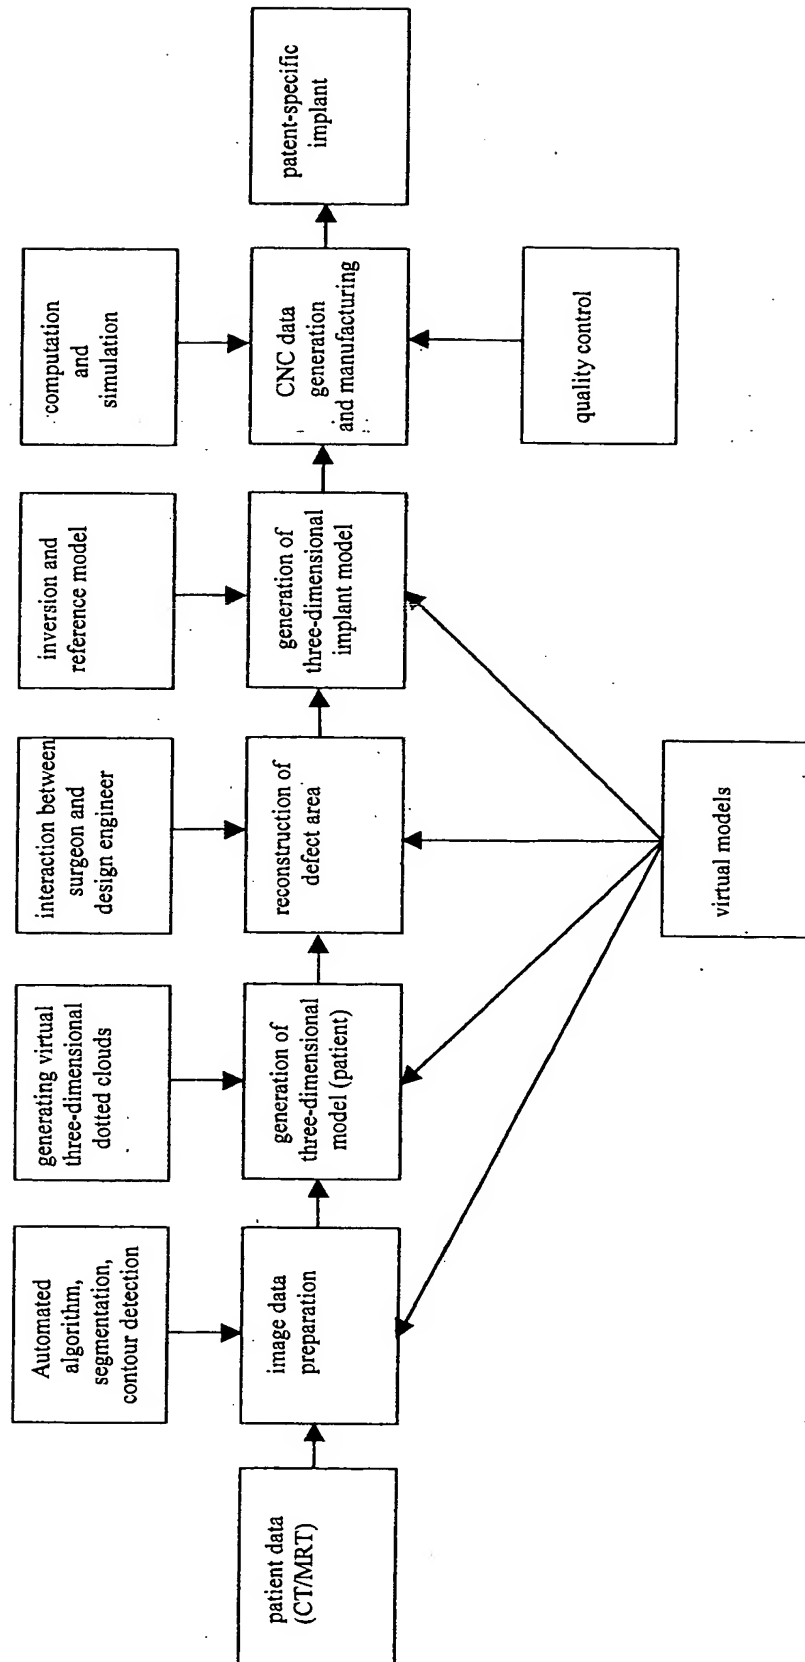 Automated
algorithm,
segmentation,
contour detection
generating virtual
three-dimensional
dotted clouds
interaction between
surgeon and
design engineer
inversion and
reference model
computation
and
simulation
patient data
(CT/MRT)
image data
preparation
generation of
three-dimensional
model (patient)
reconstruction of
defect area
generation of
three-dimensional
implant model
CNC data
generation
and manufacturing
patent-specific
implant
virtual models
quality control